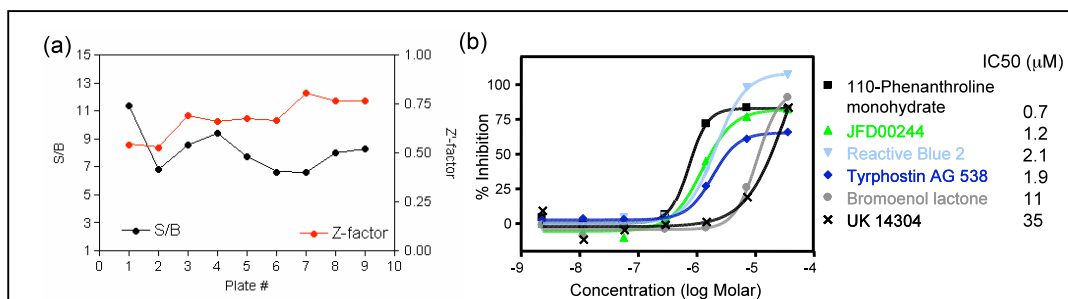 (a)
S/B
15
13
11
9
7
5
3
1
1.00
0.75
0.50
0.25
0.00
Z'-factor
S/B
Z-factor
0 1 2 3 4 5 6 7 8 9 10
Plate #
(b)
% Inhibition
100
75
50
25
0
-9 -8 -7 -6 -5 -4
Concentration (log Molar)
IC50 (μM)
110-Phenanthroline
monohydrate 0.7
JFD00244 1.2
Reactive Blue 2 2.1
Tyrphostin AG 538 1.9
Bromoenol lactone 11
UK 14304 35